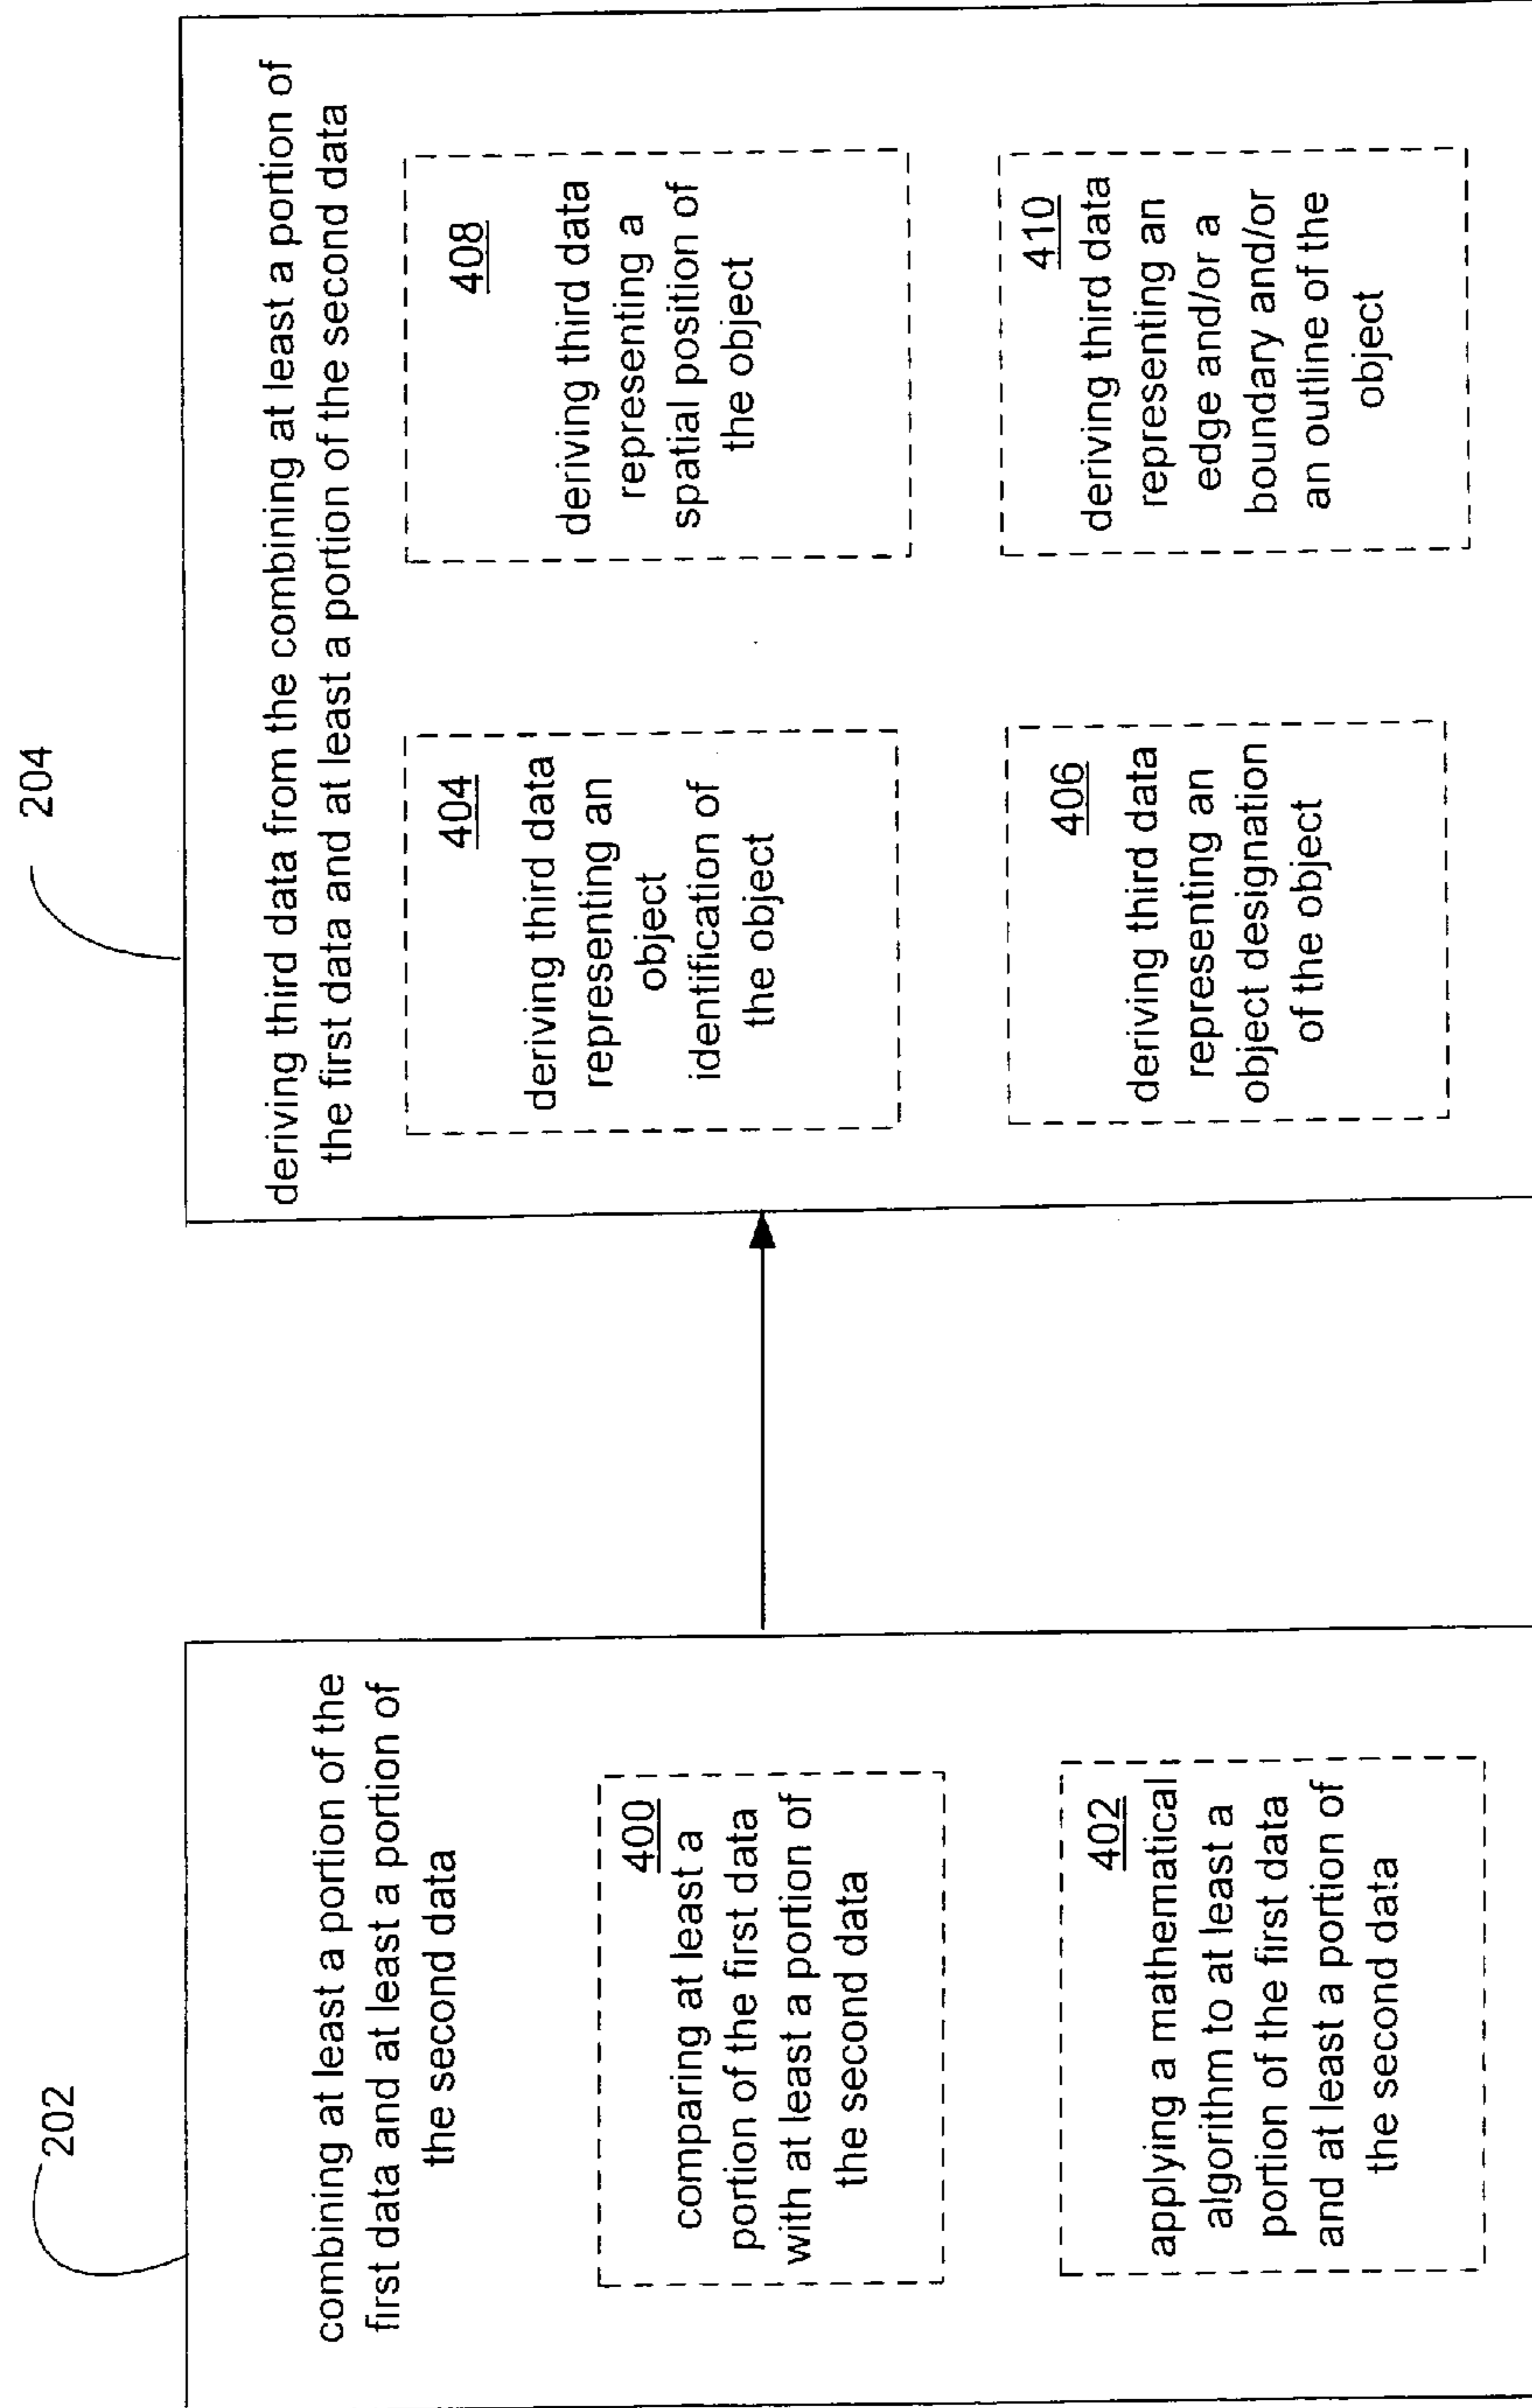 202
combining at least a portion of the
first data and at least a portion of
the second data
400
comparing at least a
portion of the first data
with at least a portion of
the second data
402
applying a mathematical
algorithm to at least a
portion of the first data
and at least a portion of
the second data
204
deriving third data from the combining at least a portion of
the first data and at least a portion of the second data
404
deriving third data
representing an
object
identification of
the object
408
deriving third data
representing a
spatial position of
the object
406
deriving third data
representing an
object designation
of the object
410
deriving third data
representing an
edge and/or a
boundary and/or
an outline of the
object